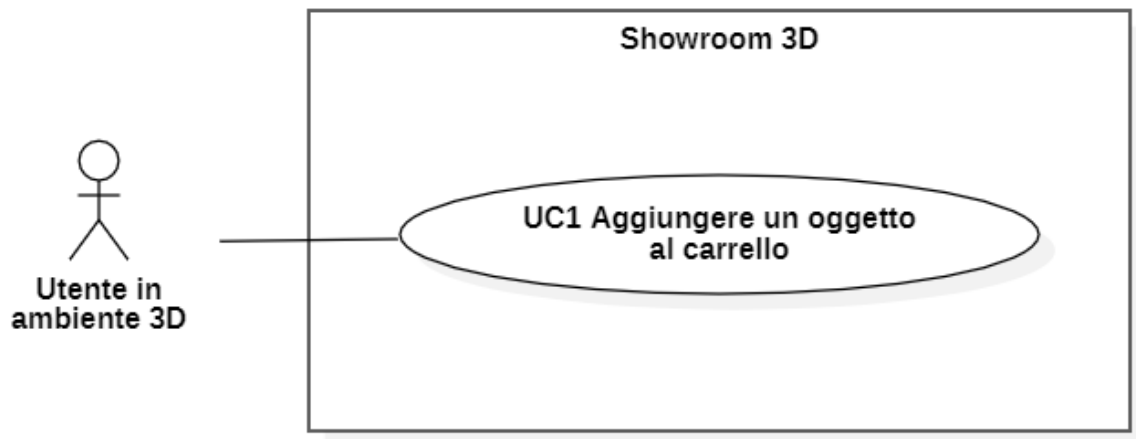 Showroom 3D
UC1 Aggiungere un oggetto
al carrello
Utente in
ambiente 3D